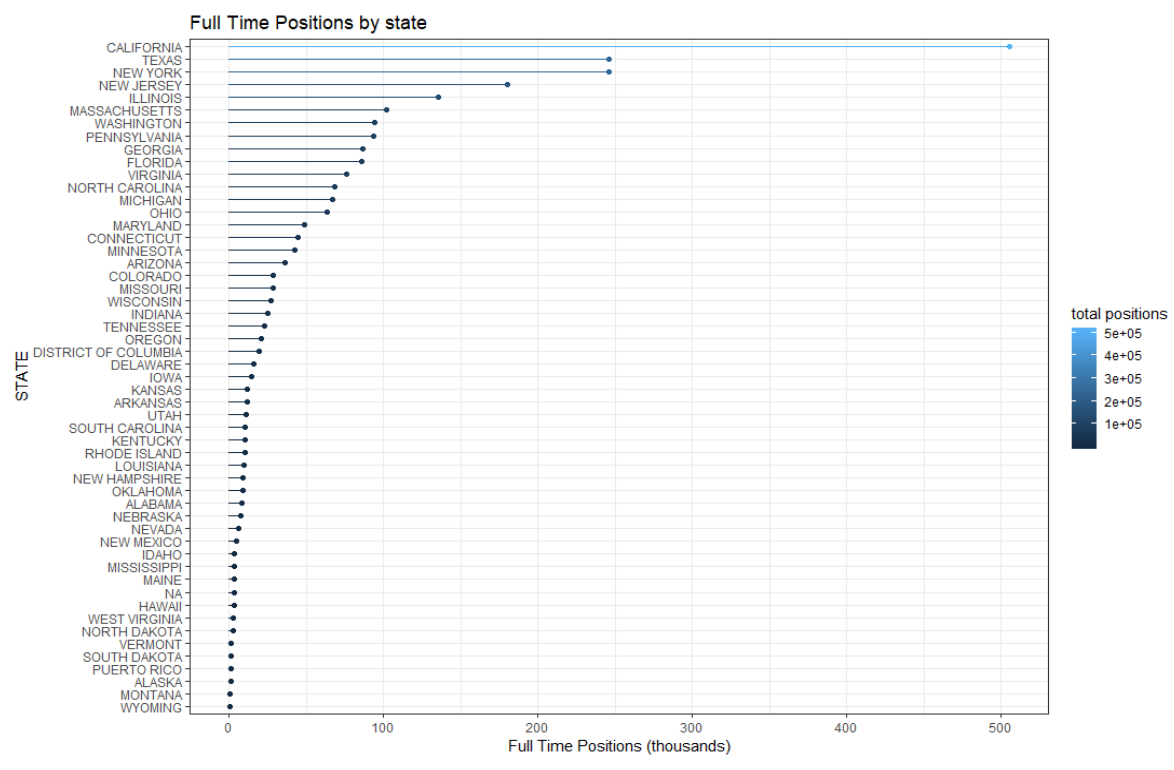 Full Time Positions by state
CALIFORNIA
TEXAS
NEW YORK
NEW JERSEY
ILLINOIS
MASSACHUSETTS
WASHINGTON
PENNSYLVANIA
GEORGIA
FLORIDA
VIRGINIA
NORTH CAROLINA
MICHIGAN
OHIO
MARYLAND
CONNECTICUT
MINNESOTA
ARIZONA
COLORADO
MISSOURI
WISCONSIN
INDIANA
TENNESSEE
OREGON
DISTRICT OF COLUMBIA
DELAWARE
IOWA
KANSAS
ARKANSAS
UTAH
SOUTH CAROLINA
KENTUCKY
RHODE ISLAND
LOUISIANA
NEW HAMPSHIRE
OKLAHOMA
ALABAMA
NEBRASKA
NEVADA
NEW MEXICO
IDAHO
MISSISSIPPI
MAINE
NA
HAWAII
WEST VIRGINIA
NORTH DAKOTA
VERMONT
SOUTH DAKOTA
PUERTO RICO
ALASKA
MONTANA
WYOMING
STATE
0 100 200 300 400 500
Full Time Positions (thousands)
total positions
5e+05
4e+05
3e+05
2e+05
1e+05